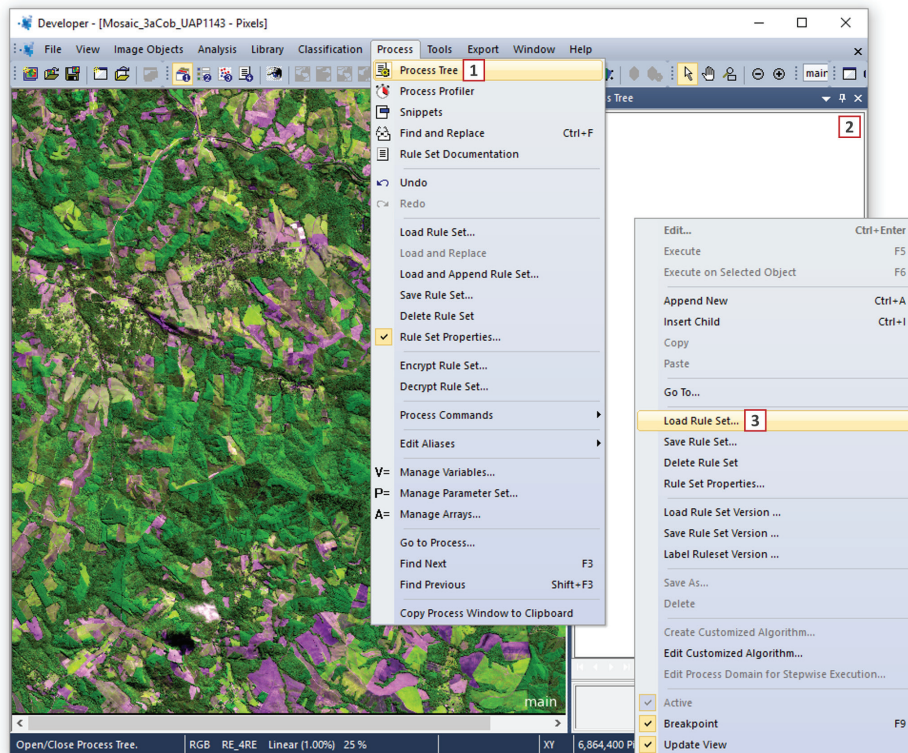 Developer - [Mosaic_3aCob_UAP1143 - Pixels]
File View Image Objects Analysis Library Classification Process Tools Export Window Help
main
Process Tree 1
Process Profiler
Snippets
Find and Replace Ctrl+F
Rule Set Documentation
Undo
Redo
Load Rule Set...
Load and Replace
Load and Append Rule Set...
Save Rule Set...
Delete Rule Set
Rule Set Properties...
Encrypt Rule Set...
Decrypt Rule Set...
Process Commands
Edit Aliases
V= Manage Variables...
P= Manage Parameter Set...
A= Manage Arrays...
Go to Process...
Find Next F3
Find Previous Shift+F3
Copy Process Window to Clipboard
s Tree
2
Edit... Ctrl+Enter
Execute F5
Execute on Selected Object F6
Append New Ctrl+A
Insert Child Ctrl+I
Copy
Paste
Go To...
Load Rule Set... 3
Save Rule Set...
Delete Rule Set
Rule Set Properties...
Load Rule Set Version ...
Save Rule Set Version ...
Label Ruleset Version ...
Save As...
Delete
Create Customized Algorithm...
Edit Customized Algorithm...
Edit Process Domain for Stepwise Execution...
Active
Breakpoint F9
Update View
main
Open/Close Process Tree. RGB RE_4RE Linear (1.00%) 25 % XY 6,864,400 Pi